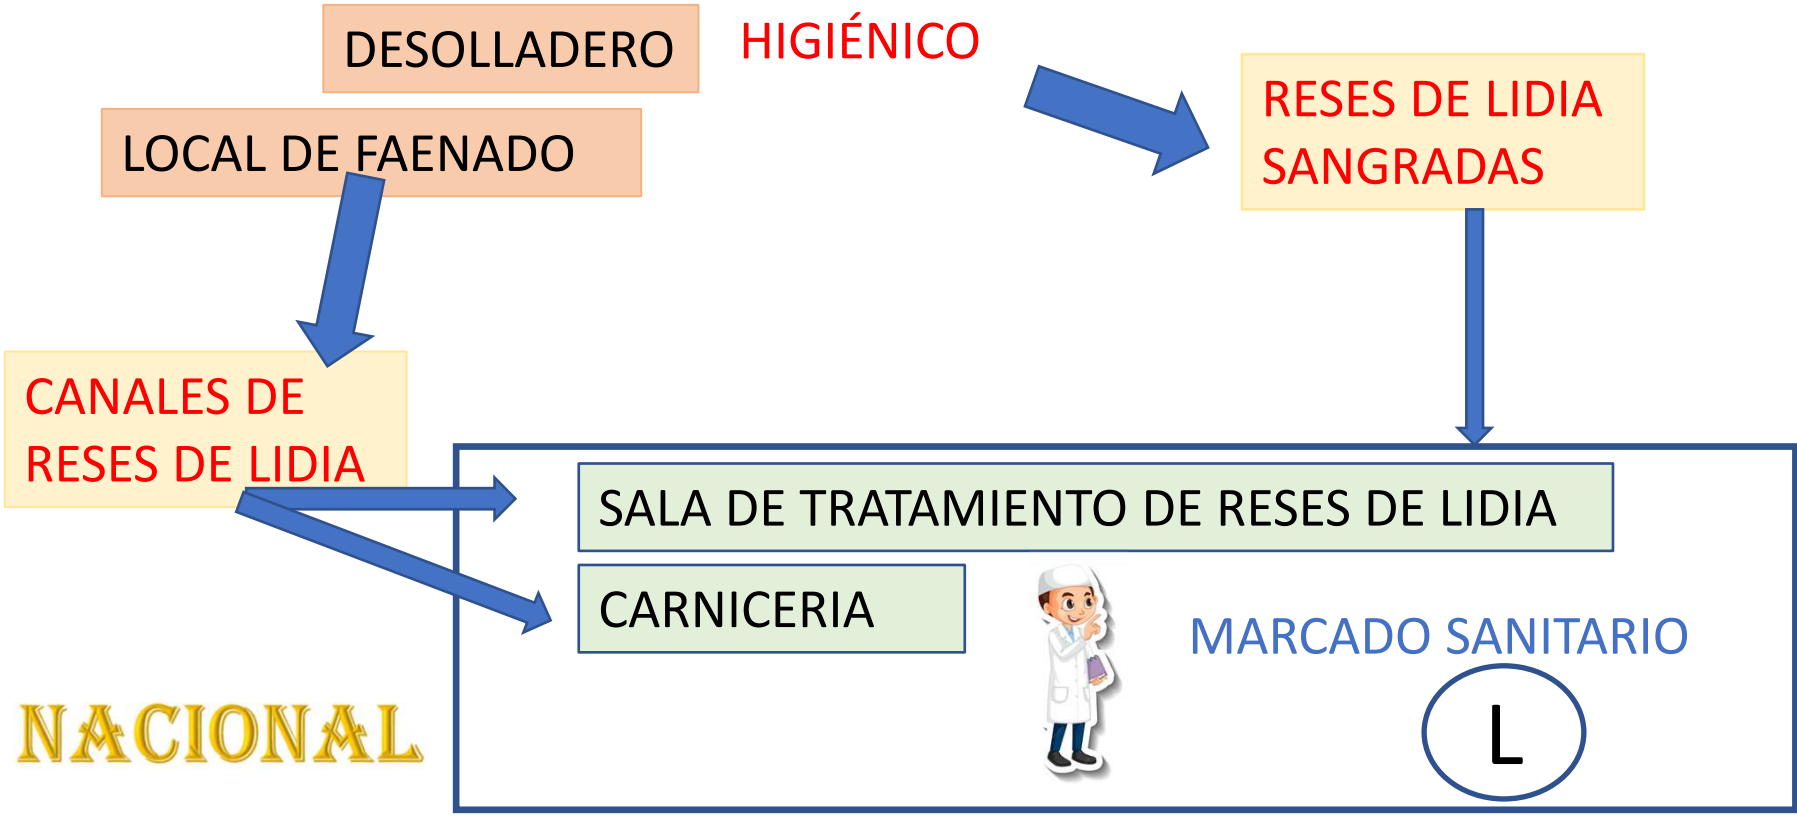 DESOLLADERO
HIGIÉNICO
LOCAL DE FAENADO
RESES DE LIDIA
SANGRADAS
CANALES DE
RESES DE LIDIA
SALA DE TRATAMIENTO DE RESES DE LIDIA
CARNICERIA
MARCADO SANITARIO
L
NACIONAL